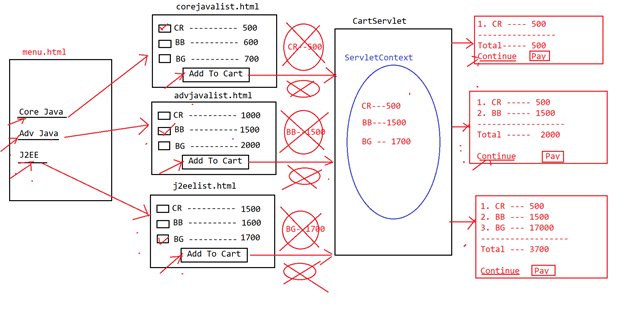 menu.html
Core Java
Adv Java
J2EE
corejavalist.html
CR ---------- 500
BB ---------- 600
BG ---------- 700
Add To Cart
advjavalist.html
CR ---------- 1000
BB ---------- 1500
BG ---------- 2000
Add To Cart
j2eelist.html
CR ---------- 1500
BB ---------- 1600
BG ---------- 1700
Add To Cart
CR--500
BB--1500
BG--1700
CartServlet
ServletContext
CR---500
BB---1500
BG -- 1700
1. CR ---- 500
-----------------
Total----- 500
Continue Pay
1. CR ---- 500
2. BB ---- 1500
-------------------
Total ----- 2000
Continue Pay
1. CR --- 500
2. BB --- 1500
3. BG --- 17000
-------------------
Total --- 3700
Continue Pay